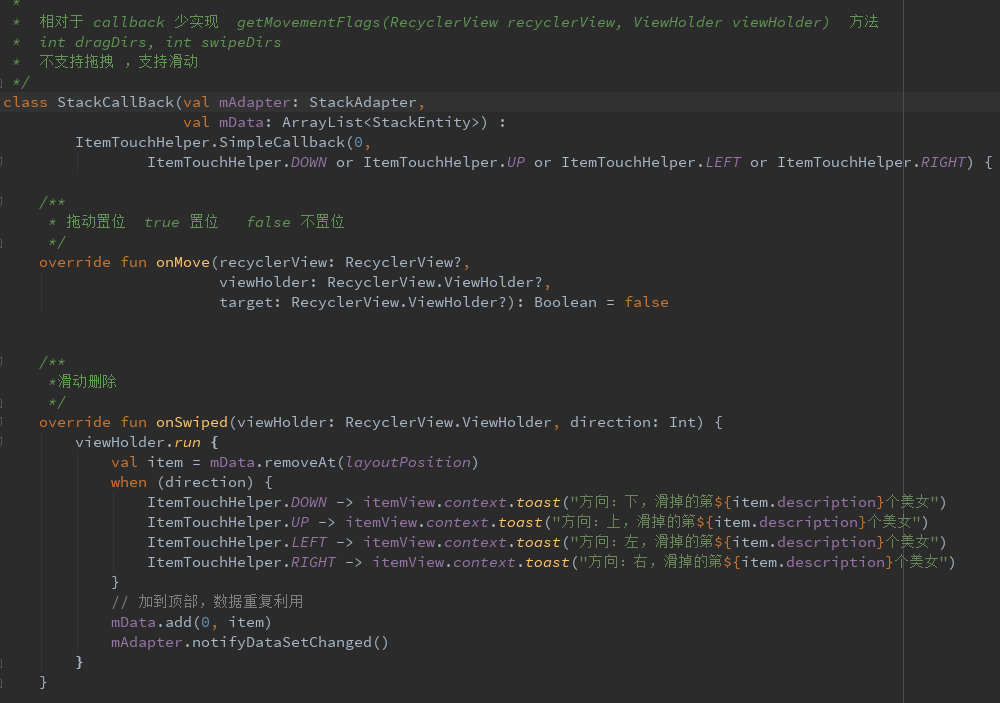 *
* 相对于 callback 少实现  getMovementFlags(RecyclerView recyclerView, ViewHolder viewHolder)  方法
* int dragDirs, int swipeDirs
* 不支持拖拽 ，支持滑动
*/
class StackCallBack(val mAdapter: StackAdapter,
val mData: ArrayList<StackEntity>) :
ItemTouchHelper.SimpleCallback(0,
ItemTouchHelper.DOWN or ItemTouchHelper.UP or ItemTouchHelper.LEFT or ItemTouchHelper.RIGHT) {
/**
* 拖动置位  true 置位   false 不置位
*/
override fun onMove(recyclerView: RecyclerView?,
viewHolder: RecyclerView.ViewHolder?,
target: RecyclerView.ViewHolder?): Boolean = false
/**
*滑动删除
*/
override fun onSwiped(viewHolder: RecyclerView.ViewHolder, direction: Int) {
viewHolder.run {
val item = mData.removeAt(layoutPosition)
when (direction) {
ItemTouchHelper.DOWN -> itemView.context.toast("方向：下，滑掉的第${item.description}个美女")
ItemTouchHelper.UP -> itemView.context.toast("方向：上，滑掉的第${item.description}个美女")
ItemTouchHelper.LEFT -> itemView.context.toast("方向：左，滑掉的第${item.description}个美女")
ItemTouchHelper.RIGHT -> itemView.context.toast("方向：右，滑掉的第${item.description}个美女")
}
// 加到顶部，数据重复利用
mData.add(0, item)
mAdapter.notifyDataSetChanged()
}
}